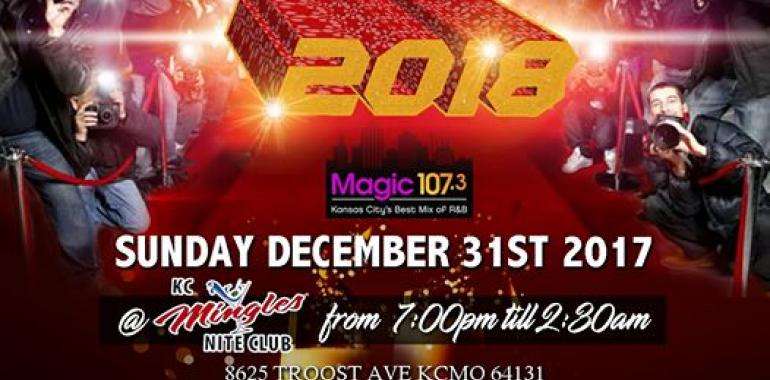 2018
Magic 107.3
Kansas City's Best Mix of R&B
SUNDAY DECEMBER 31ST 2017
@ KC Mingles NITE CLUB from 7:00pm till 2:30am
8625 TROOST AVE KCMO 64131